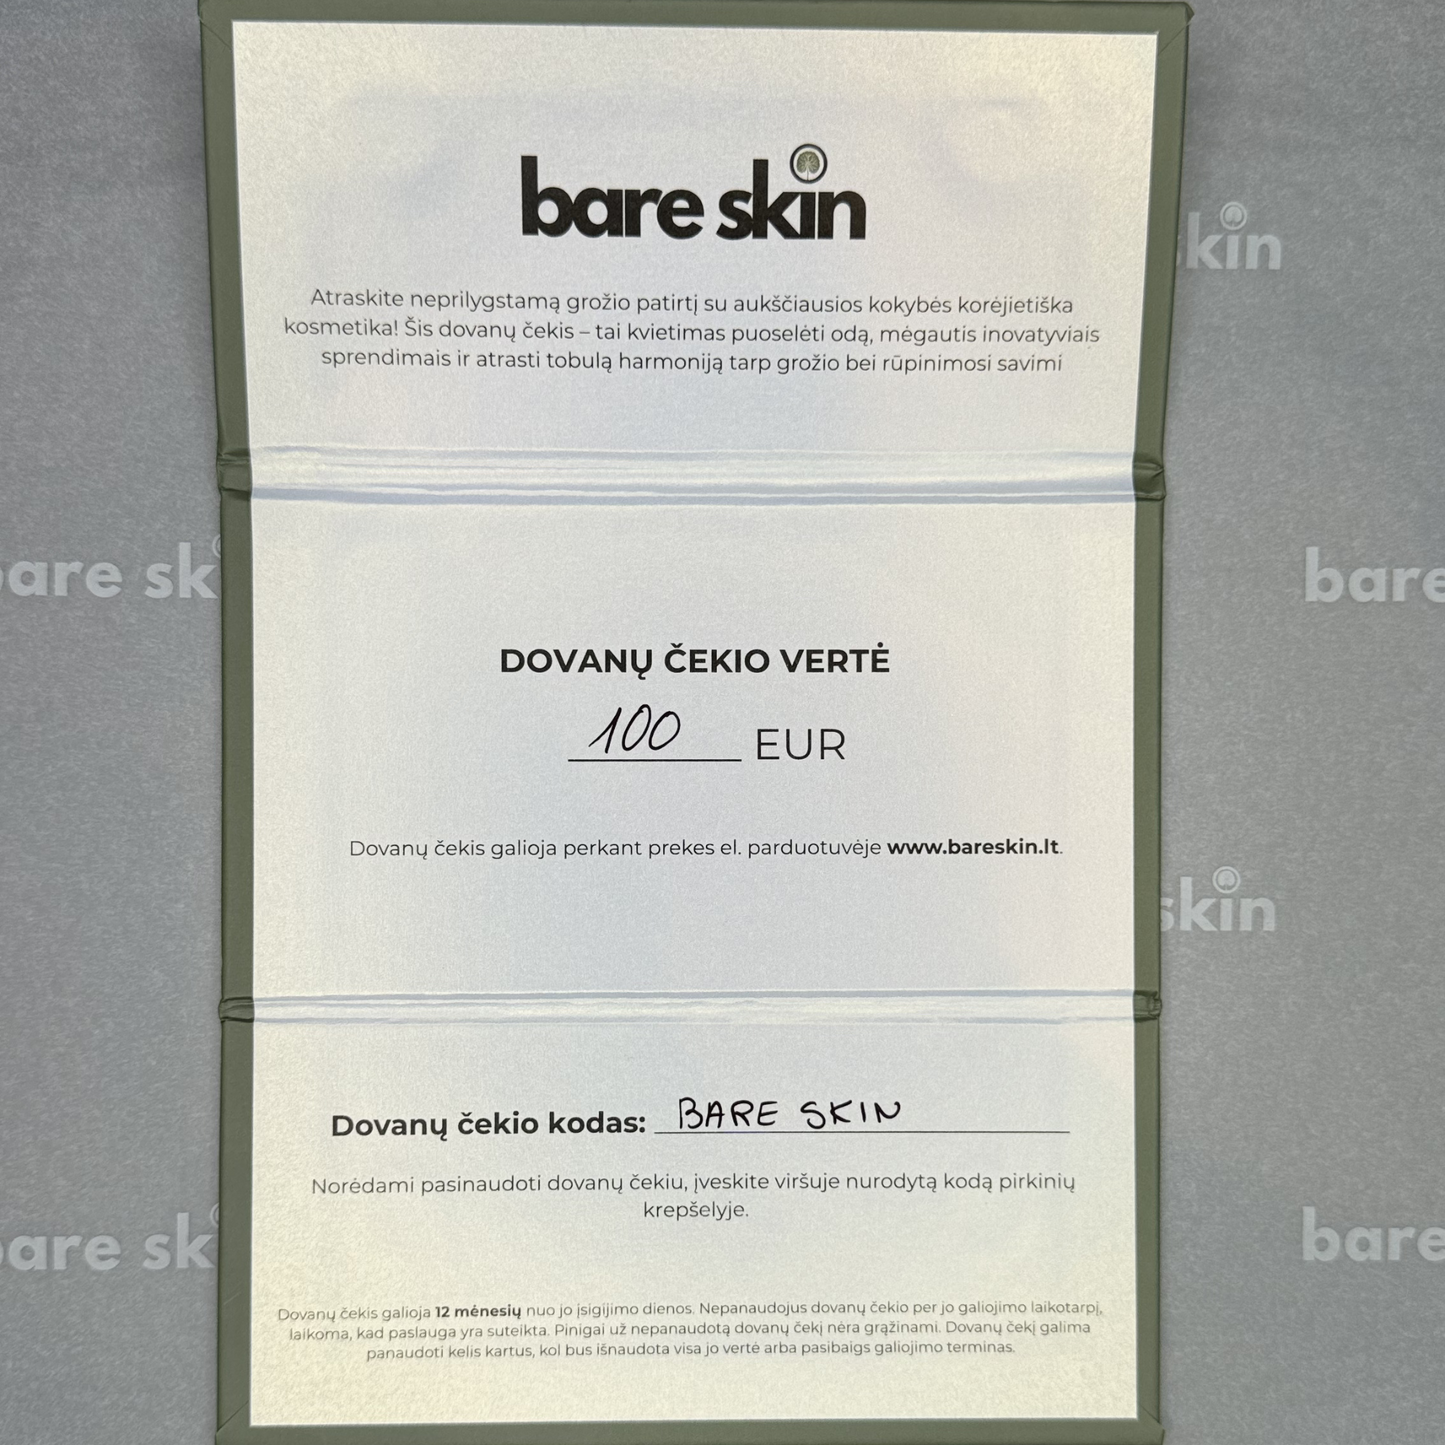 bare skin
Atraskite neprilygstamą grožio patirtį su aukščiausios kokybės korėjietiška
kosmetika! Šis dovanų čekis – tai kvietimas puoselėti odą, mėgautis inovatyviais
sprendimais ir atrasti tobulą harmoniją tarp grožio bei rūpinimosi savimi
skin
bare sk
bare
DOVANŲ ČEKIO VERTĖ
100 EUR
Dovanų čekis galioja perkant prekes el. parduotuvėje www.bareskin.lt.
skin
Dovanų čekio kodas: BARE SKIN
Norėdami pasinaudoti dovanų čekiu, įveskite viršuje nurodytą kodą pirkinių
krepšelyje.
bare sk
bare
Dovanų čekis galioja 12 mėnesių nuo jo įsigijimo dienos. Nepanaudojus dovanų čekio per jo galiojimo laikotarpį,
laikoma, kad paslauga yra suteikta. Pinigai už nepanaudotą dovanų čekį nėra grąžinami. Dovanų čekį galima
panaudoti kelis kartus, kol bus išnaudota visa jo vertė arba pasibaigs galiojimo terminas.